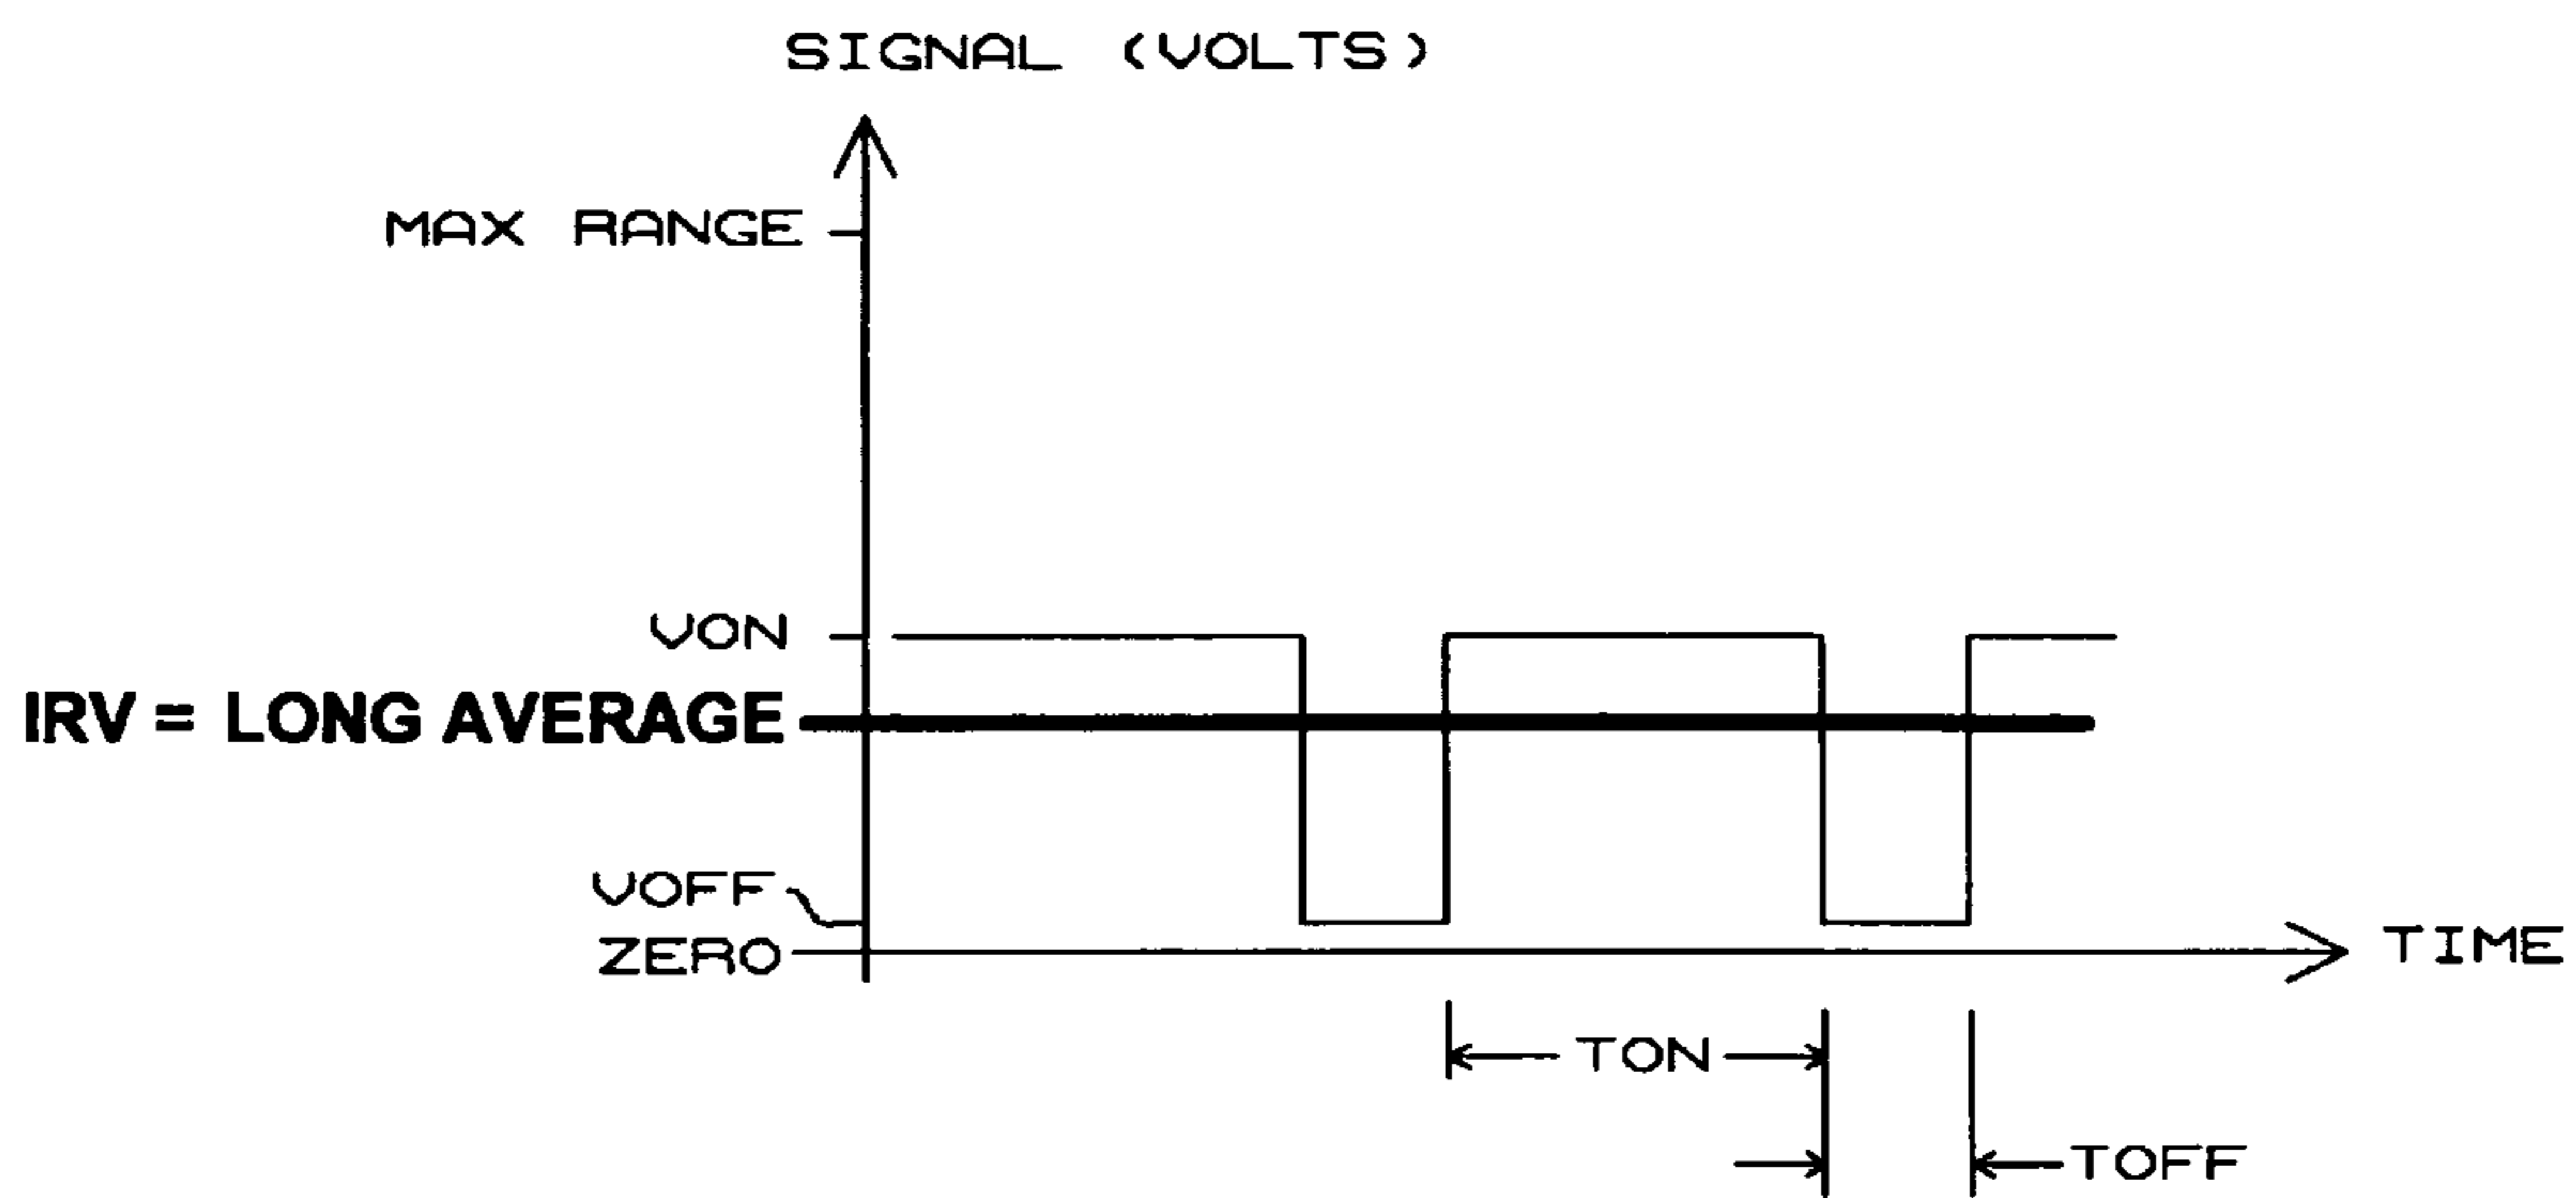 SIGNAL (VOLTS)
MAX RANGE
VON
IRV = LONG AVERAGE
VOFF
ZERO
TIME
TON
TOFF